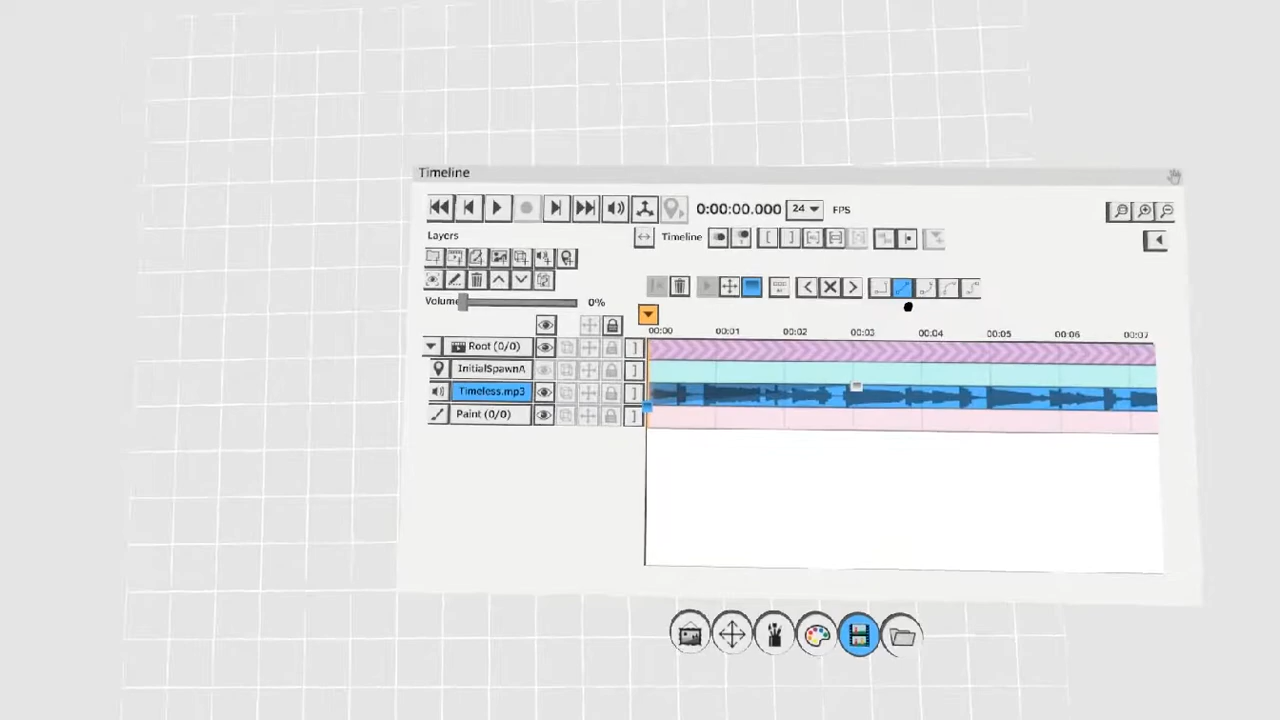 Timeline
0:00:00.000 24 FPS
Layers
Timeline
Volume 0%
00:00 00:01 00:02 00:03 00:04 00:05 00:06 00:07
Root (0/0)
InitialSpawnA
Timeless.mp3
Paint (0/0)